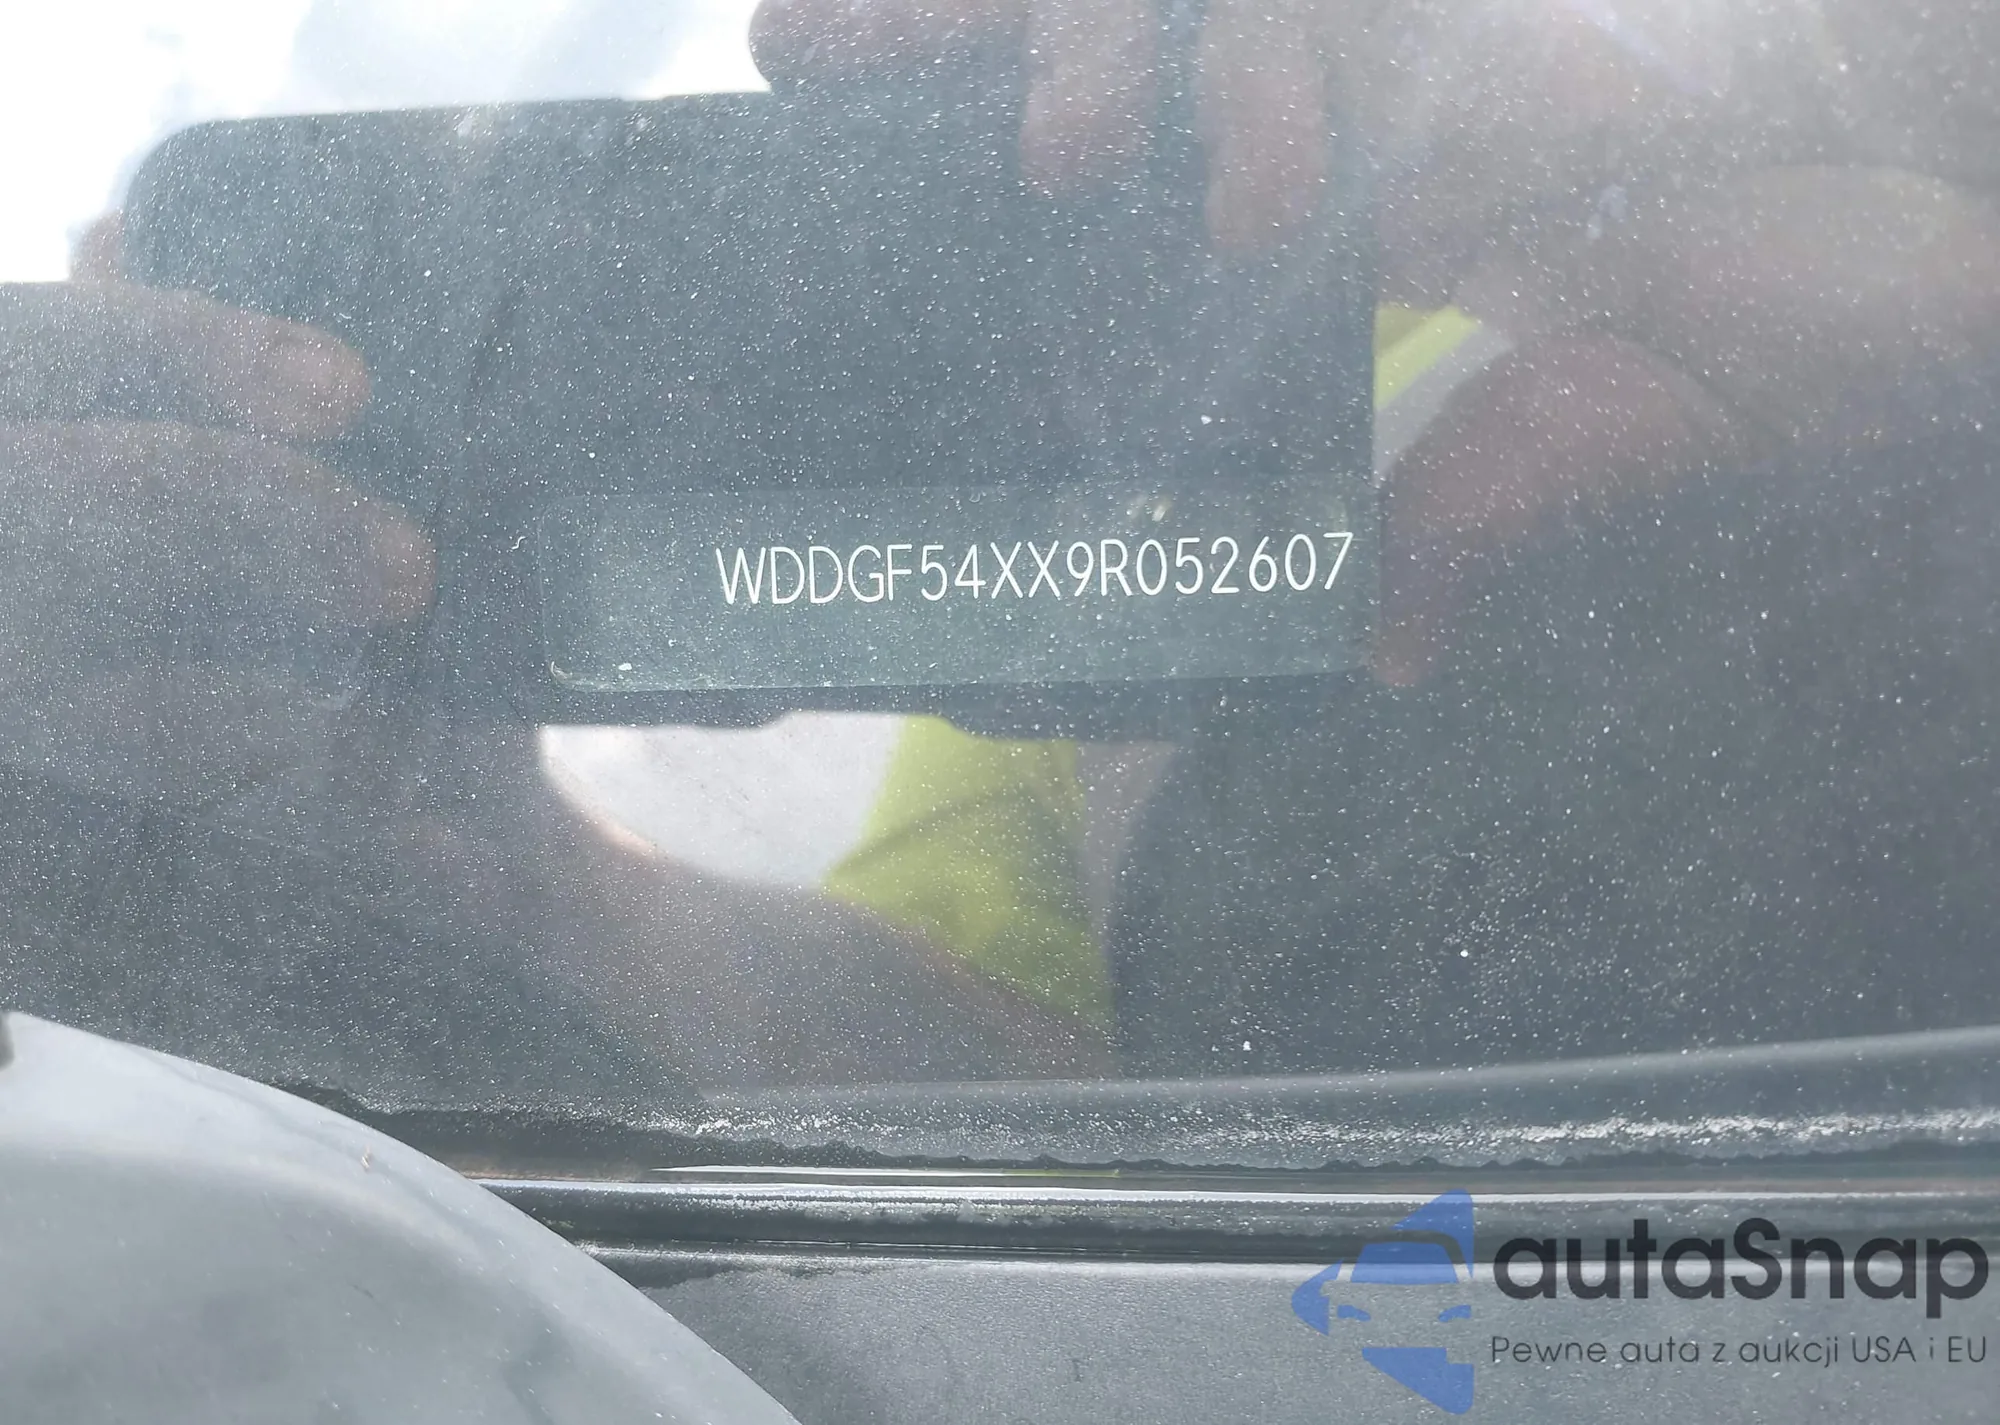 WDDGF54XX9R052607
autaSnap
Pewne auta z aukcji USA i EU